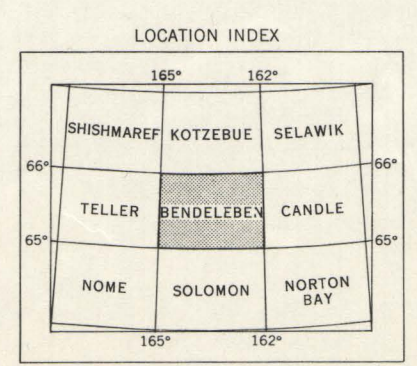 LOCATION INDEX
165° 162°
SHISHMAREF KOTZEBUE SELAWIK
66° 66°
TELLER BENDELEBEN CANDLE
65° 65°
NOME SOLOMON NORTON
BAY
165° 162°